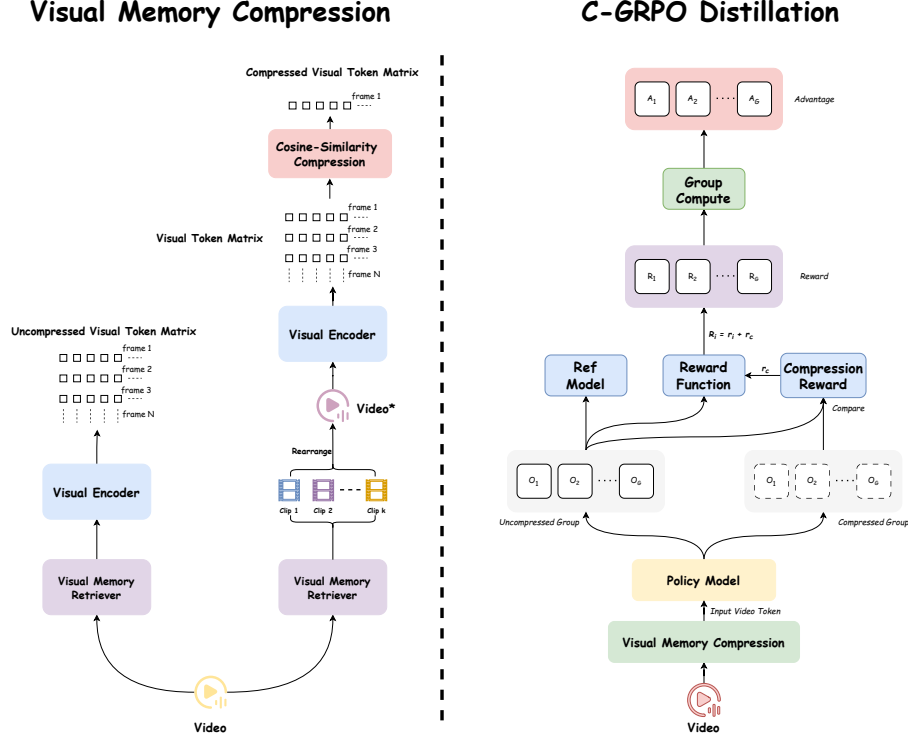 Visual Memory Compression
Compressed Visual Token Matrix
frame 1
Cosine-Similarity
Compression
frame 1
frame 2
Visual Token Matrix
frame 3
frame N
Uncompressed Visual Token Matrix
frame 1
frame 2
frame 3
frame N
Visual Encoder
Video*
Rearrange
Clip 1
Clip 2
Clip k
Visual Encoder
Visual Memory
Retriever
Visual Memory
Retriever
Video
C-GRPO Distillation
A1 A2 ···· AG
Advantage
Group
Compute
R1 R2 ···· RG
Reward
Ri = ri + rc
Ref
Model
Reward
Function
rc
Compression
Reward
Compare
O1 O2 ···· OG
Uncompressed Group
O1 O2 ···· OG
Compressed Group
Policy Model
Input Video Token
Visual Memory Compression
Video